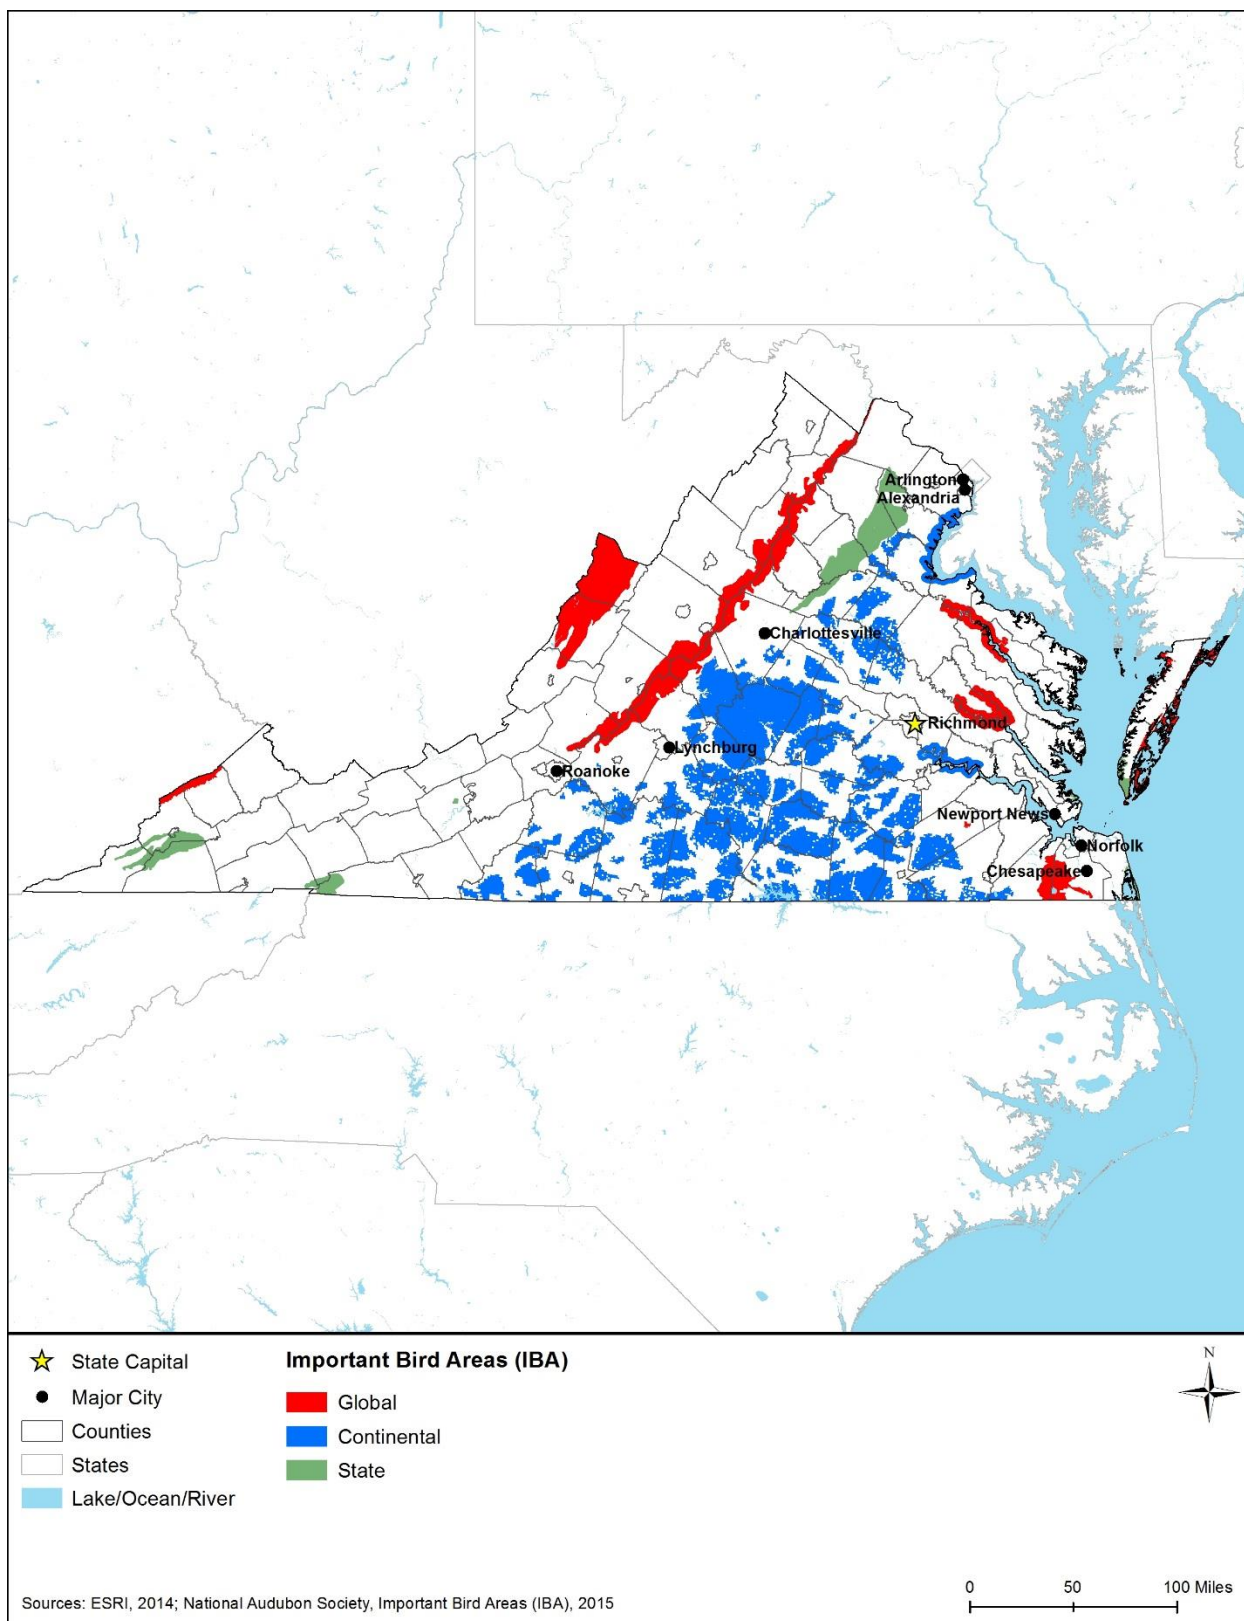 Arlington
Alexandria
Charlottesville
Richmond
Lynchburg
Roanoke
Newport News
Norfolk
Chesapeake
State Capital
Major City
Counties
States
Lake/Ocean/River
Important Bird Areas (IBA)
Global
Continental
State
N
0 50 100 Miles
Sources: ESRI, 2014; National Audubon Society, Important Bird Areas (IBA), 2015